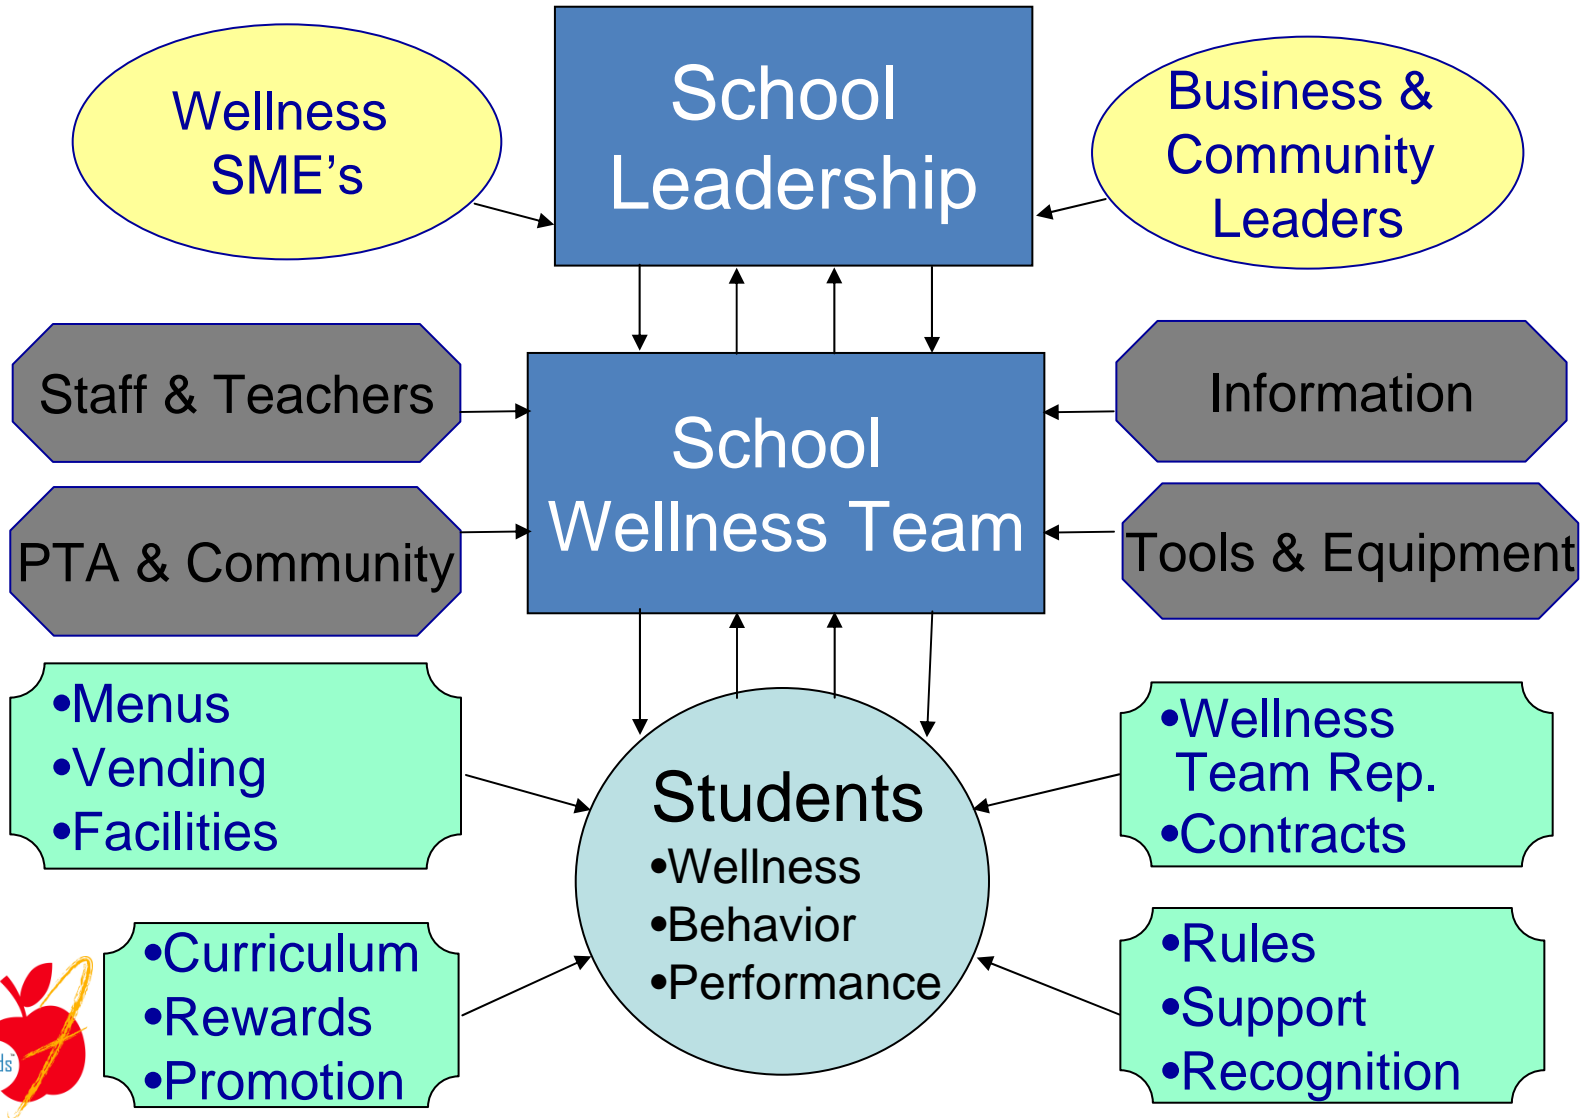 Wellness
SME’s
School
Leadership
Business &
Community
Leaders
Staff & Teachers
Information
School
Wellness Team
PTA & Community
Tools & Equipment
•Menus
•Vending
•Facilities
•Wellness
Team Rep.
•Contracts
Students
•Wellness
•Behavior
•Performance
•Curriculum
•Rewards
•Promotion
•Rules
•Support
•Recognition